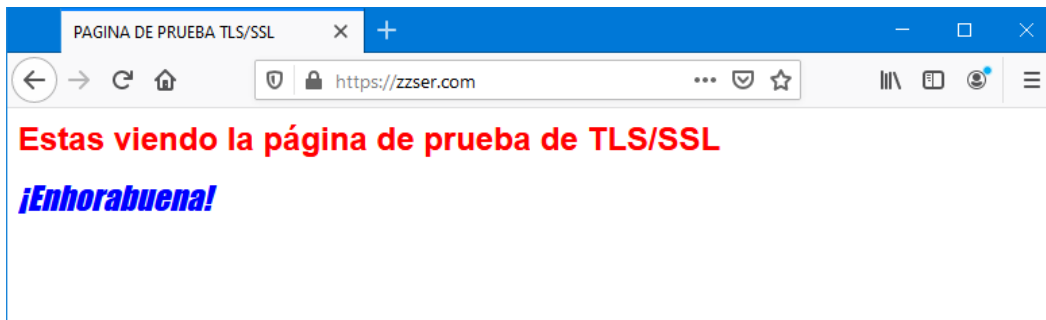 PAGINA DE PRUEBA TLS/SSL
https://zzser.com
Estas viendo la página de prueba de TLS/SSL
¡Enhorabuena!